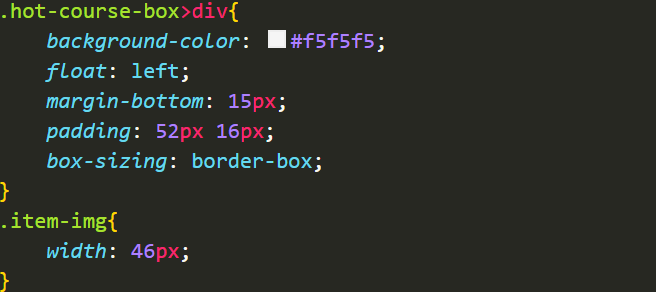 .hot-course-box>div{
background-color: #f5f5f5;
float: left;
margin-bottom: 15px;
padding: 52px 16px;
box-sizing: border-box;
}
.item-img{
width: 46px;
}